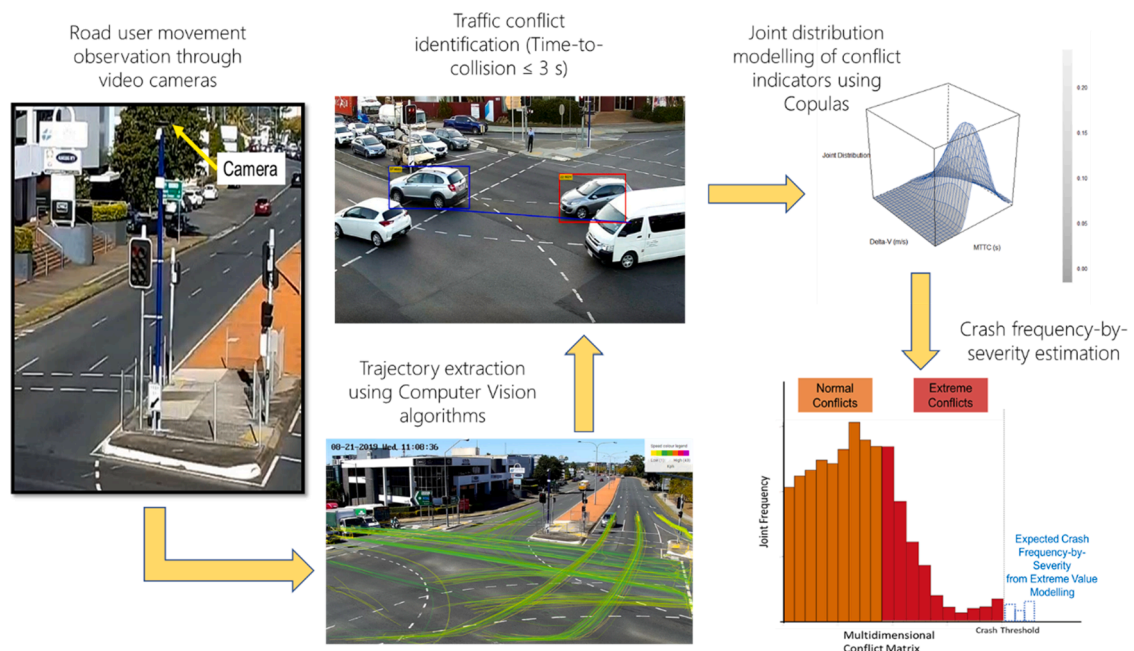 Road user movement
observation through
video cameras
Camera
Traffic conflict
identification (Time-to-
collision ≤ 3 s)
Joint distribution
modelling of conflict
indicators using
Copulas
Joint Distribution
Delta-V (m/s)
MTTC (s)
0.20
0.15
0.10
0.05
0.00
Trajectory extraction
using Computer Vision
algorithms
08-21-2019 Wed 11:08:36
Crash frequency-by-
severity estimation
Normal
Conflicts
Extreme
Conflicts
Joint Frequency
Expected Crash
Frequency-by-
Severity
from Extreme Value
Modelling
Crash Threshold
Multidimensional
Conflict Matrix